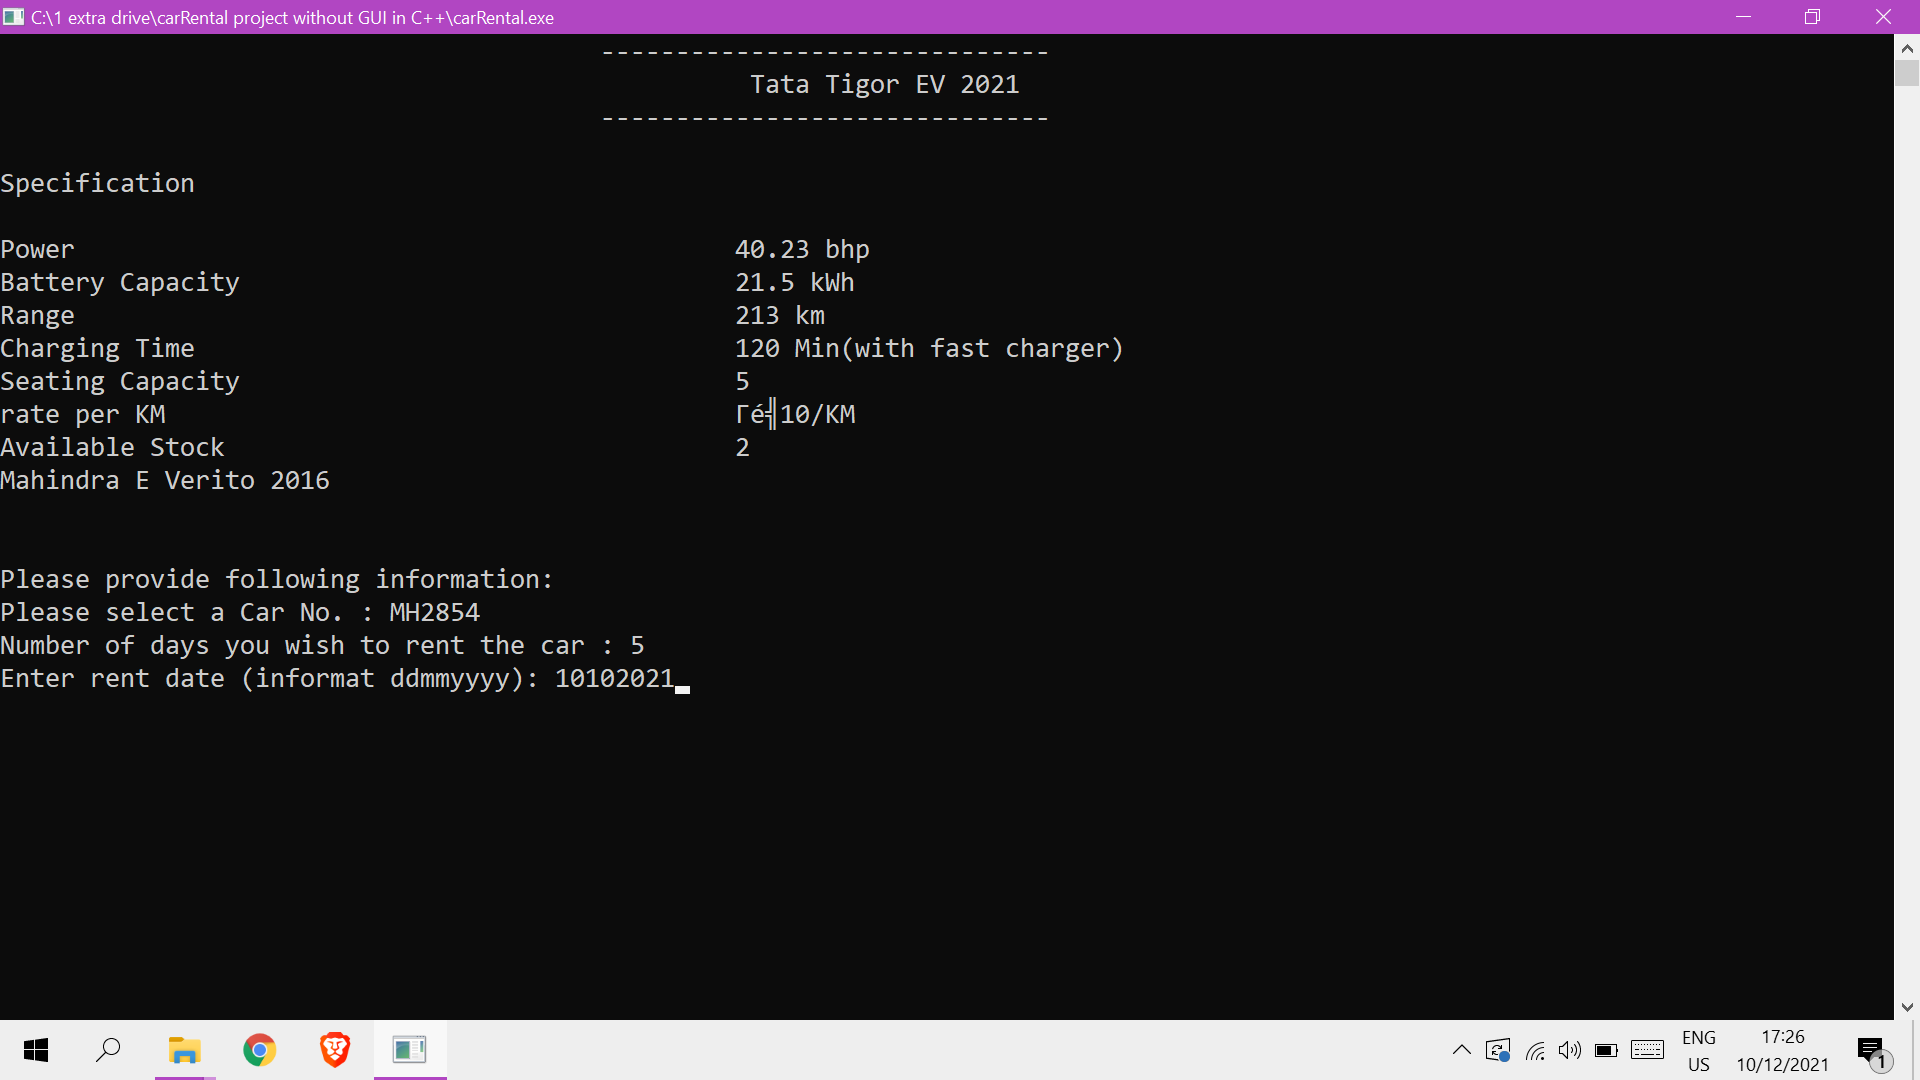 C:\1 extra drive\carRental project without GUI in C++\carRental.exe
------------------------------
Tata Tigor EV 2021
------------------------------
Specification
Power 40.23 bhp
Battery Capacity 21.5 kWh
Range 213 km
Charging Time 120 Min(with fast charger)
Seating Capacity 5
rate per KM Γé╣10/KM
Available Stock 2
Mahindra E Verito 2016
Please provide following information:
Please select a Car No. : MH2854
Number of days you wish to rent the car : 5
Enter rent date (informat ddmmyyyy): 10102021
ENG 17:26
US 10/12/2021
1